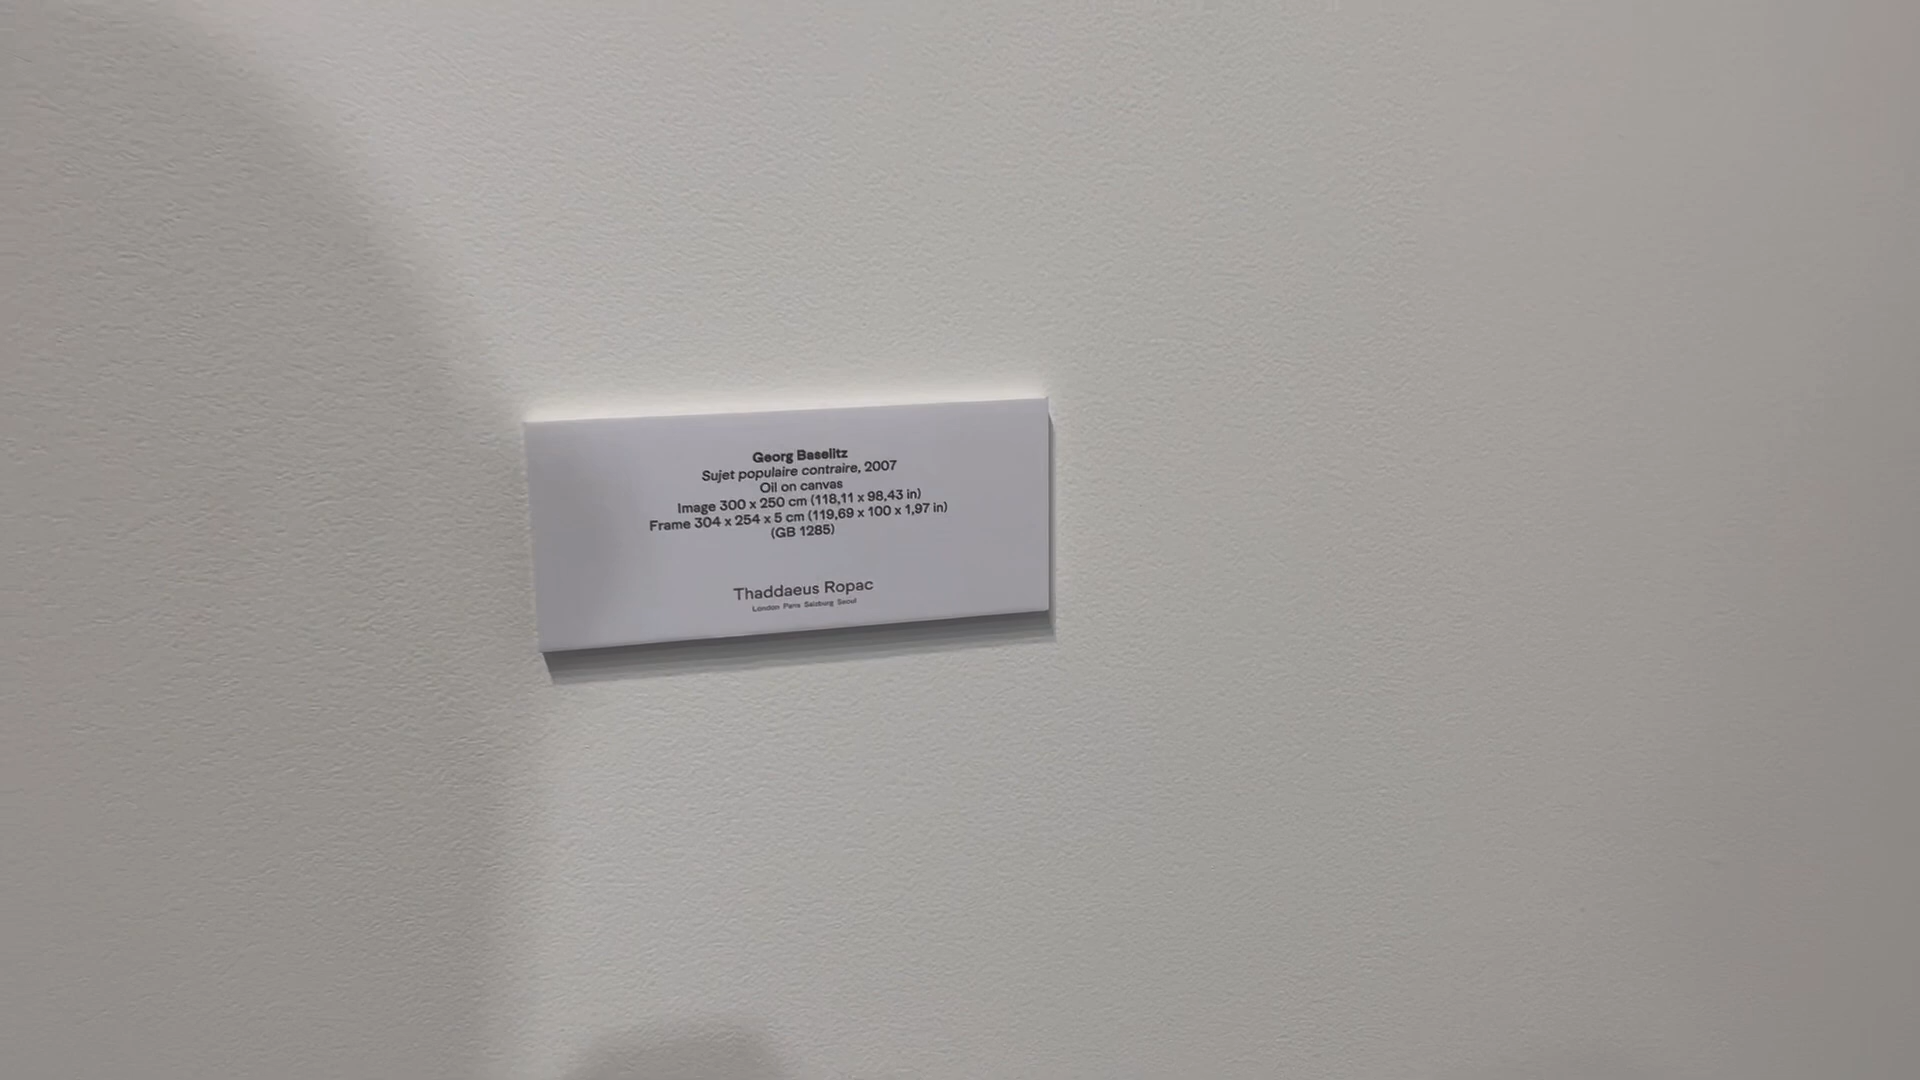 Georg Baselitz
Sujet populaire contraire, 2007
Oil on canvas
Image 300 x 250 cm (118,11 x 98,43 in)
Frame 304 x 254 x 5 cm (119,69 x 100 x 1,97 in)
(GB 1285)
Thaddaeus Ropac
London Paris Salzburg Seoul